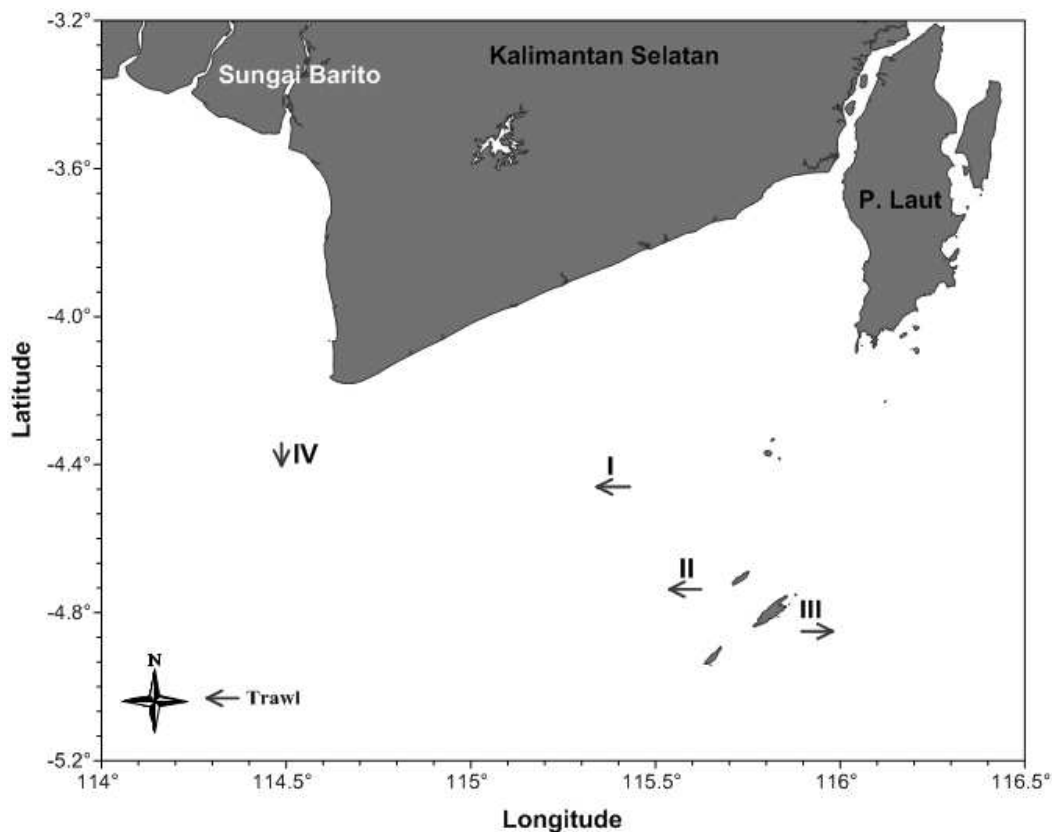 -3.2°
Kalimantan Selatan
Sungai Barito
-3.6°
P. Laut
-4.0°
Latitude
-4.4°
IV
I
II
-4.8°
III
N
Trawl
-5.2°
114° 114.5° 115° 115.5° 116° 116.5°
Longitude